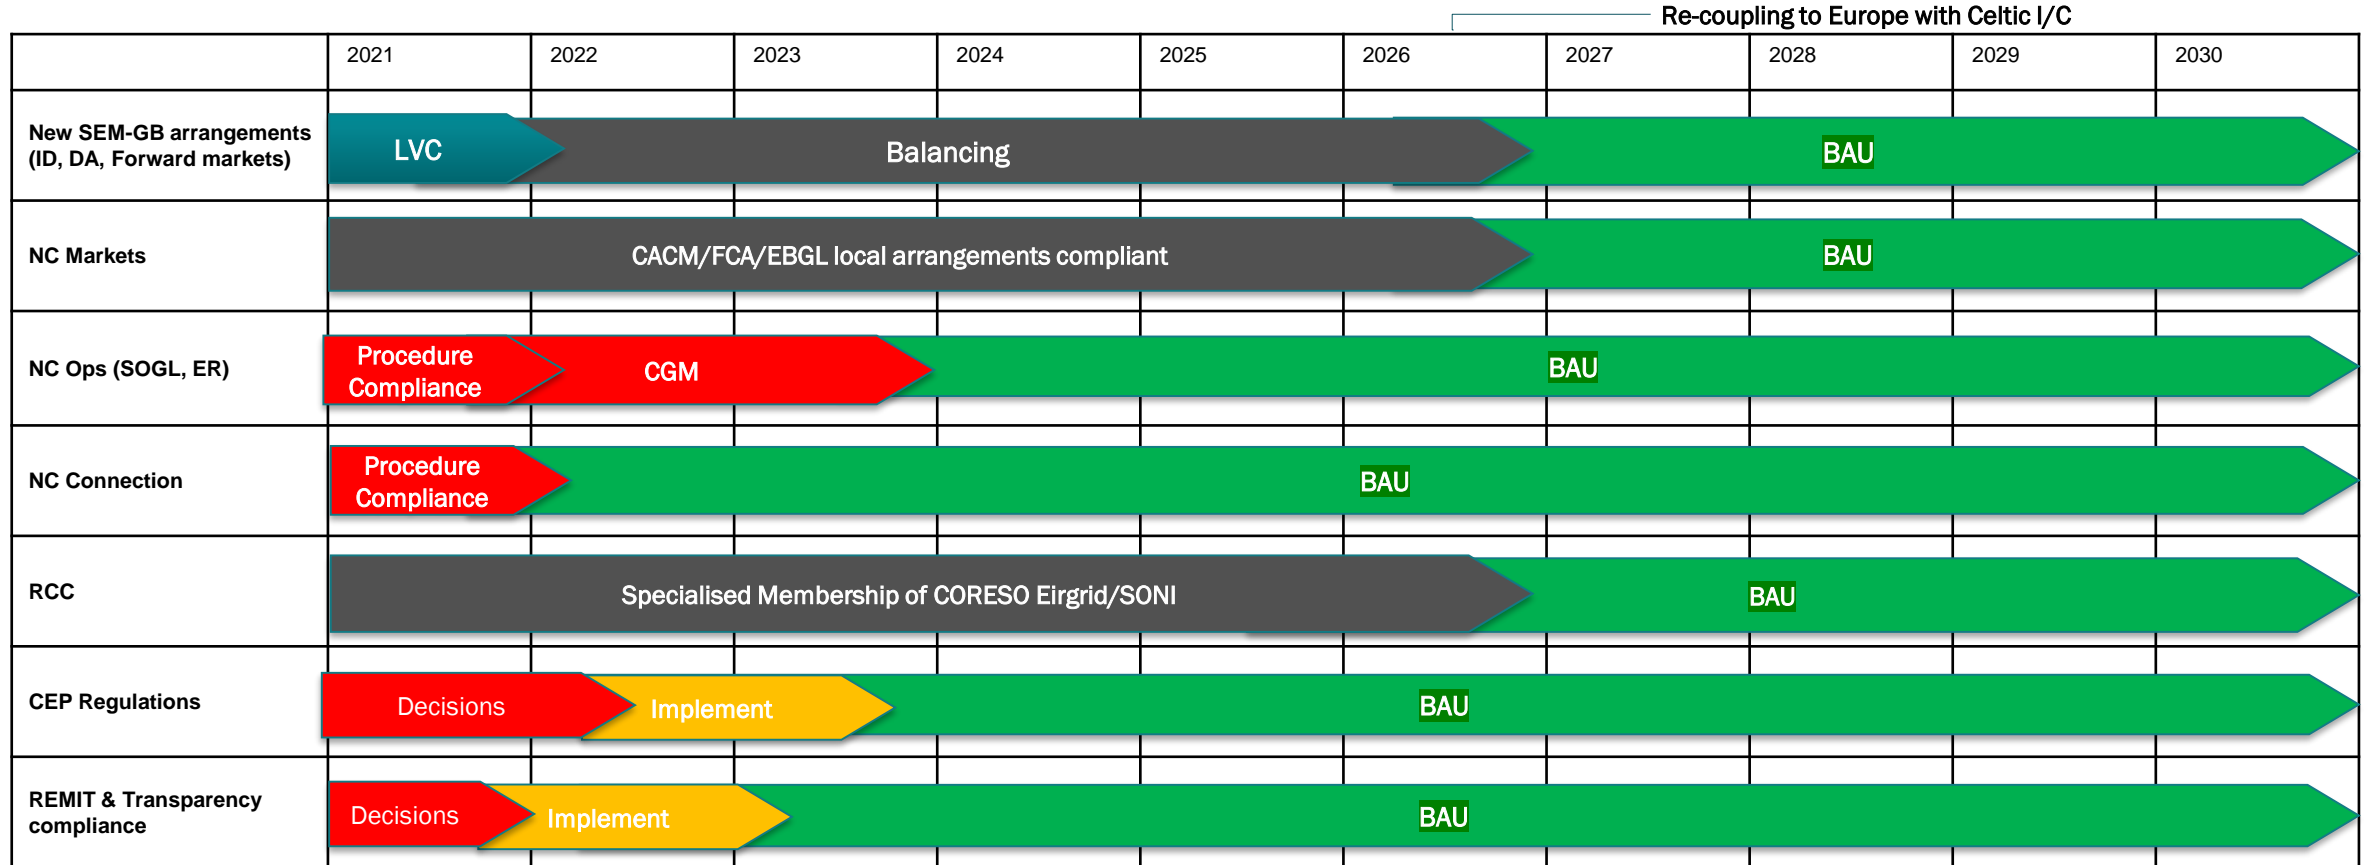 Re-coupling to Europe with Celtic I/C
2021 2022 2023 2024 2025 2026 2027 2028 2029 2030
New SEM-GB arrangements
(ID, DA, Forward markets)
LVC
Balancing
BAU
NC Markets
CACM/FCA/EBGL local arrangements compliant
BAU
NC Ops (SOGL, ER)
Procedure
Compliance
CGM
BAU
NC Connection
Procedure
Compliance
BAU
RCC
Specialised Membership of CORESO Eirgrid/SONI
BAU
CEP Regulations
Decisions
Implement
BAU
REMIT & Transparency
compliance
Decisions
Implement
BAU